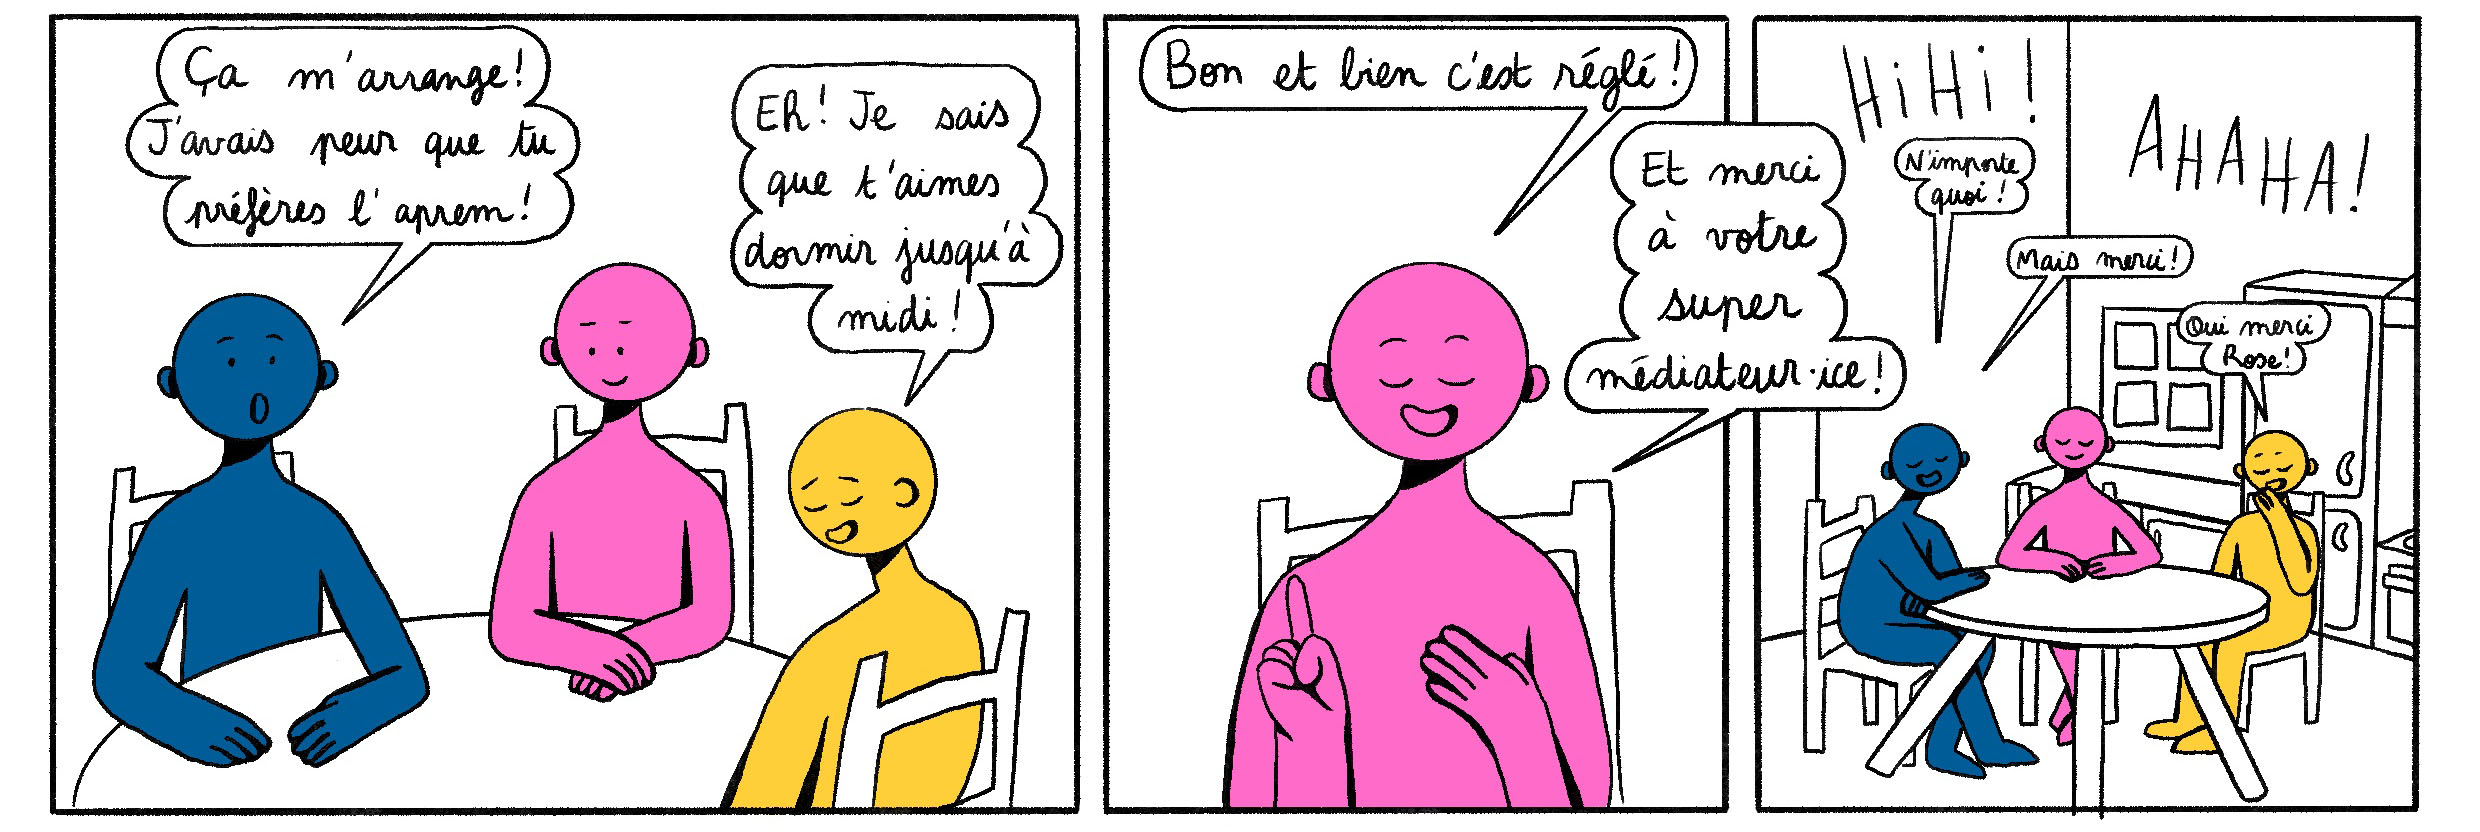 Ça m'arrange!
J'avais peur que tu
préfères l'aprem!
Eh! Je sais
que t'aimes
dormir jusqu'à
midi!
Bon et bien c'est réglé!
Et merci
à votre
super
médiateur·ice!
HiHi!
N'importe
quoi!
AHAHA!
Mais merci!
Oui merci
Rose!